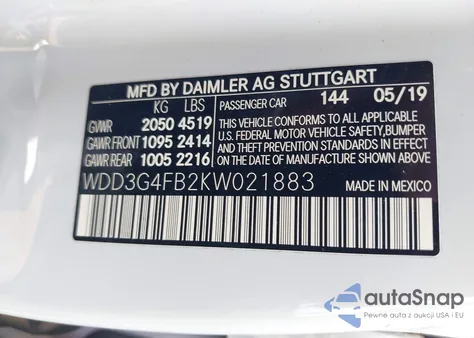 MFD BY DAIMLER AG STUTTGART
KG LBS PASSENGER CAR 144 05/19
GVWR 2050 4519 THIS VEHICLE CONFORMS TO ALL APPLICABLE
GAWR FRONT 1095 2414 U.S. FEDERAL MOTOR VEHICLE SAFETY,BUMPER
GAWR REAR 1005 2216 AND THEFT PREVENTION STANDARDS IN EFFECT
ON THE DATE OF MANUFACTURE SHOWN ABOVE.
WDD3G4FB2KW021883 MADE IN MEXICO
autoSnap
Pewne auta z aukcji USA i EU